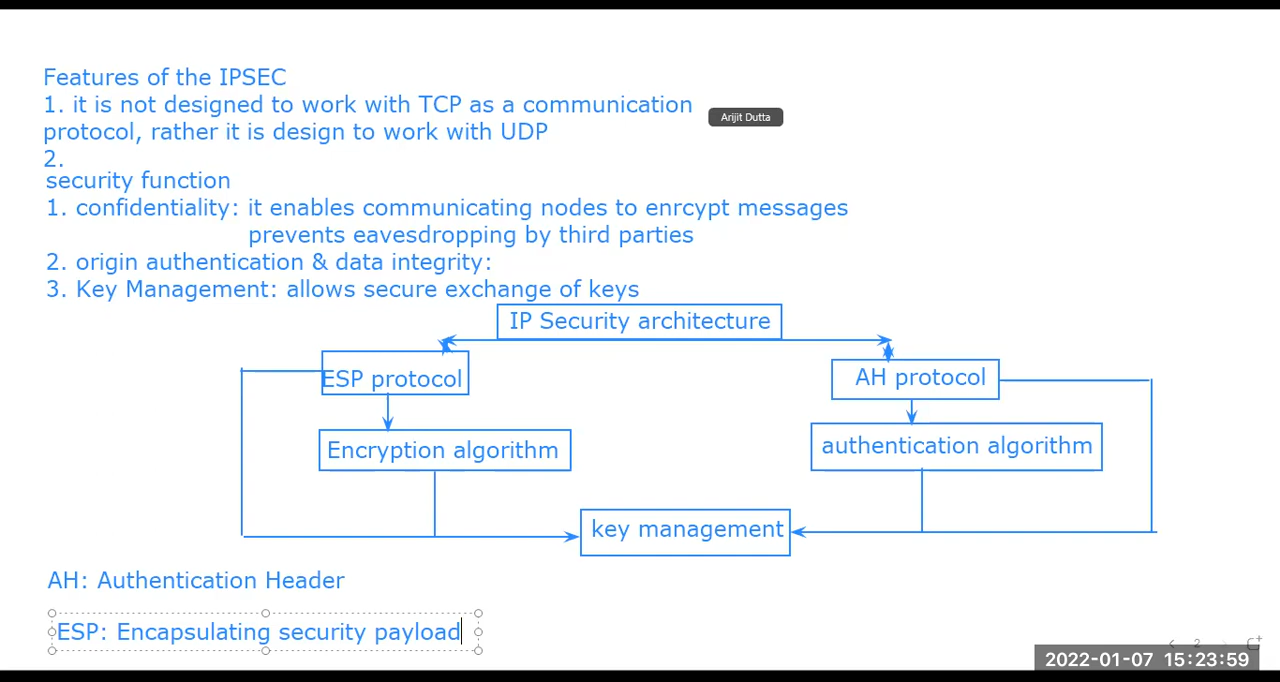 Features of the IPSEC
1. it is not designed to work with TCP as a communication
protocol, rather it is design to work with UDP
Arijit Dutta
2.
security function
1. confidentiality: it enables communicating nodes to enrcypt messages
prevents eavesdropping by third parties
2. origin authentication & data integrity:
3. Key Management: allows secure exchange of keys
IP Security architecture
ESP protocol
AH protocol
Encryption algorithm
authentication algorithm
key management
AH: Authentication Header
ESP: Encapsulating security payload
2
2022-01-07 15:23:59